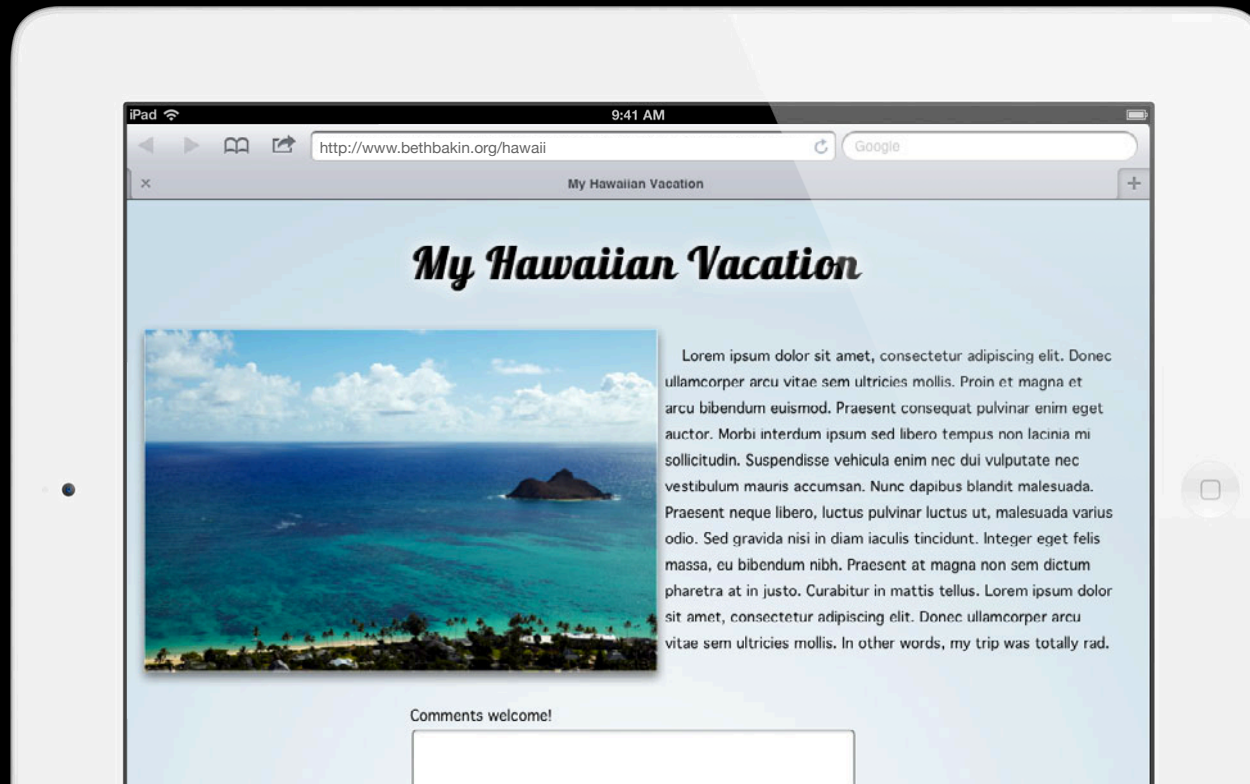 iPad
9:41 AM
http://www.bethbakin.org/hawaii
Google
My Hawaiian Vacation
My Hawaiian Vacation
Lorem ipsum dolor sit amet, consectetur adipiscing elit. Donec
ullamcorper arcu vitae sem ultricies mollis. Proin et magna et
arcu bibendum euismod. Praesent consequat pulvinar enim eget
auctor. Morbi interdum ipsum sed libero tempus non lacinia mi
sollicitudin. Suspendisse vehicula enim nec dui vulputate nec
vestibulum mauris accumsan. Nunc dapibus blandit malesuada.
Praesent neque libero, luctus pulvinar luctus ut, malesuada varius
odio. Sed gravida nisi in diam iaculis tincidunt. Integer eget felis
massa, eu bibendum nibh. Praesent at magna non sem dictum
pharetra at in justo. Curabitur in mattis tellus. Lorem ipsum dolor
sit amet, consectetur adipiscing elit. Donec ullamcorper arcu
vitae sem ultricies mollis. In other words, my trip was totally rad.
Comments welcome!